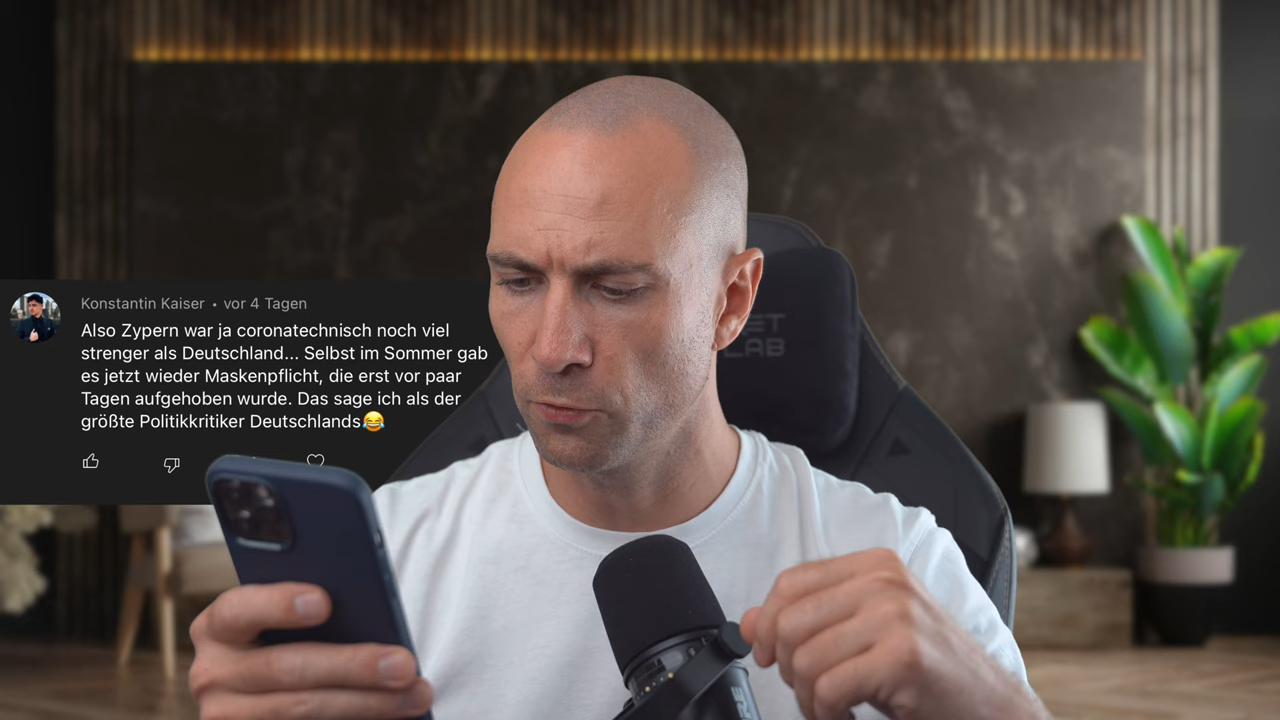 Konstantin Kaiser • vor 4 Tagen
Also Zypern war ja coronatechnisch noch viel
strenger als Deutschland... Selbst im Sommer gab
es jetzt wieder Maskenpflicht, die erst vor paar
Tagen aufgehoben wurde. Das sage ich als der
größte Politikkritiker Deutschlands😂
LAB